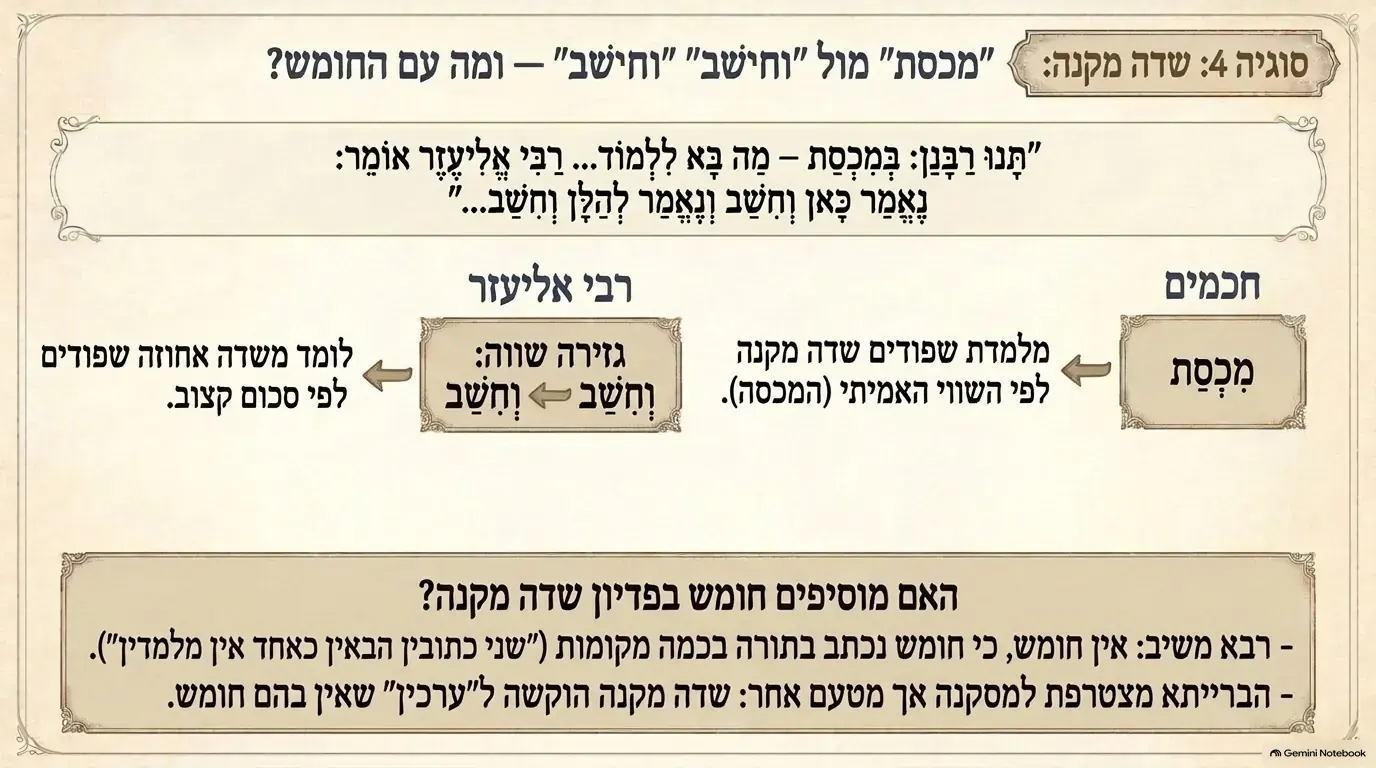 סוגיה 4: שדה מקנה:
"מכסת" מול "וחישב" "וחישב" – ומה עם החומש?
"תָּנוּ רַבָּנַן: בְּמִכְסַת – מַה בָּא לִלְמוֹד... רַבִּי אֱלִיעֶזֶר אוֹמֵר:
נֶאֱמַר כָּאן וְחִשַּׁב וְנֶאֱמַר לְהַלָּן וְחִשַּׁב..."
חכמים
מִכְסַת
מלמדת שפודים שדה מקנה
לפי השווי האמיתי (המכסה).
רבי אליעזר
גזירה שווה:
וְחִשַּׁב וְחִשַּׁב
לומד משדה אחוזה שפודים
לפי סכום קצוב.
האם מוסיפים חומש בפדיון שדה מקנה?
- רבא משיב: אין חומש, כי חומש נכתב בתורה בכמה מקומות ("שני כתובין הבאין כאחד אין מלמדין").
- הברייתא מצטרפת למסקנה אך מטעם אחר: שדה מקנה הוקשה ל"ערכין" שאין בהם חומש.
Gemini Notebook